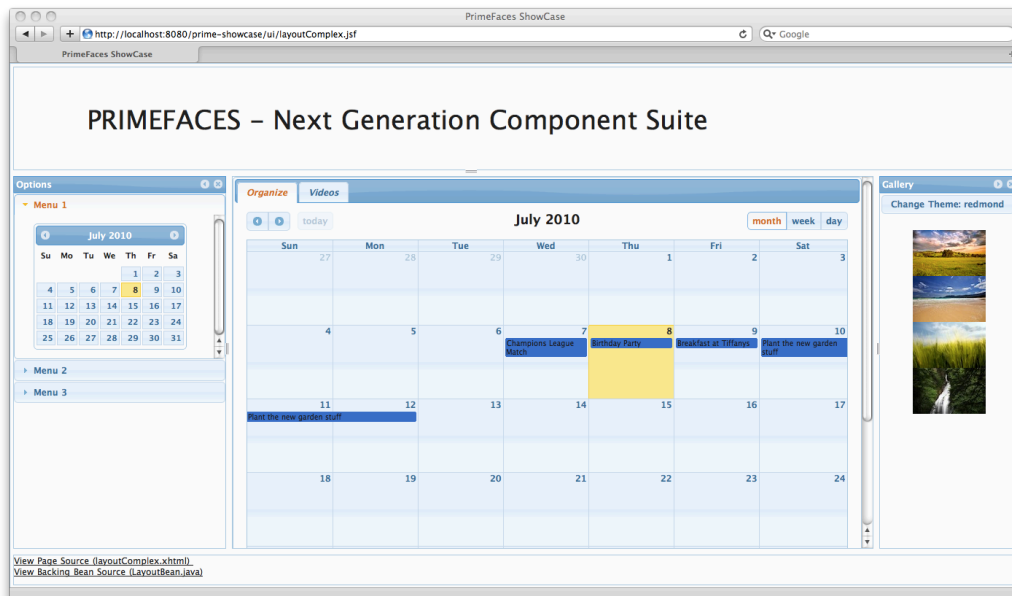 PrimeFaces ShowCase
http://localhost:8080/prime-showcase/ui/layoutComplex.jsf
Google
PrimeFaces ShowCase
PRIMEFACES – Next Generation Component Suite
Options
Menu 1
July 2010
Su Mo Tu We Th Fr Sa
1 2 3
4 5 6 7 8 9 10
11 12 13 14 15 16 17
18 19 20 21 22 23 24
25 26 27 28 29 30 31
Menu 2
Menu 3
Organize Videos
today
July 2010
month week day
Sun Mon Tue Wed Thu Fri Sat
27 28 29 30 1 2 3
4 5 6 7 8 9 10
Champions League
Match
Birthday Party
Breakfast at Tiffanys
Plant the new garden
stuff
11 12 13 14 15 16 17
Plant the new garden stuff
18 19 20 21 22 23 24
Gallery
Change Theme: redmond
View Page Source (layoutComplex.xhtml)
View Backing Bean Source (LayoutBean.java)